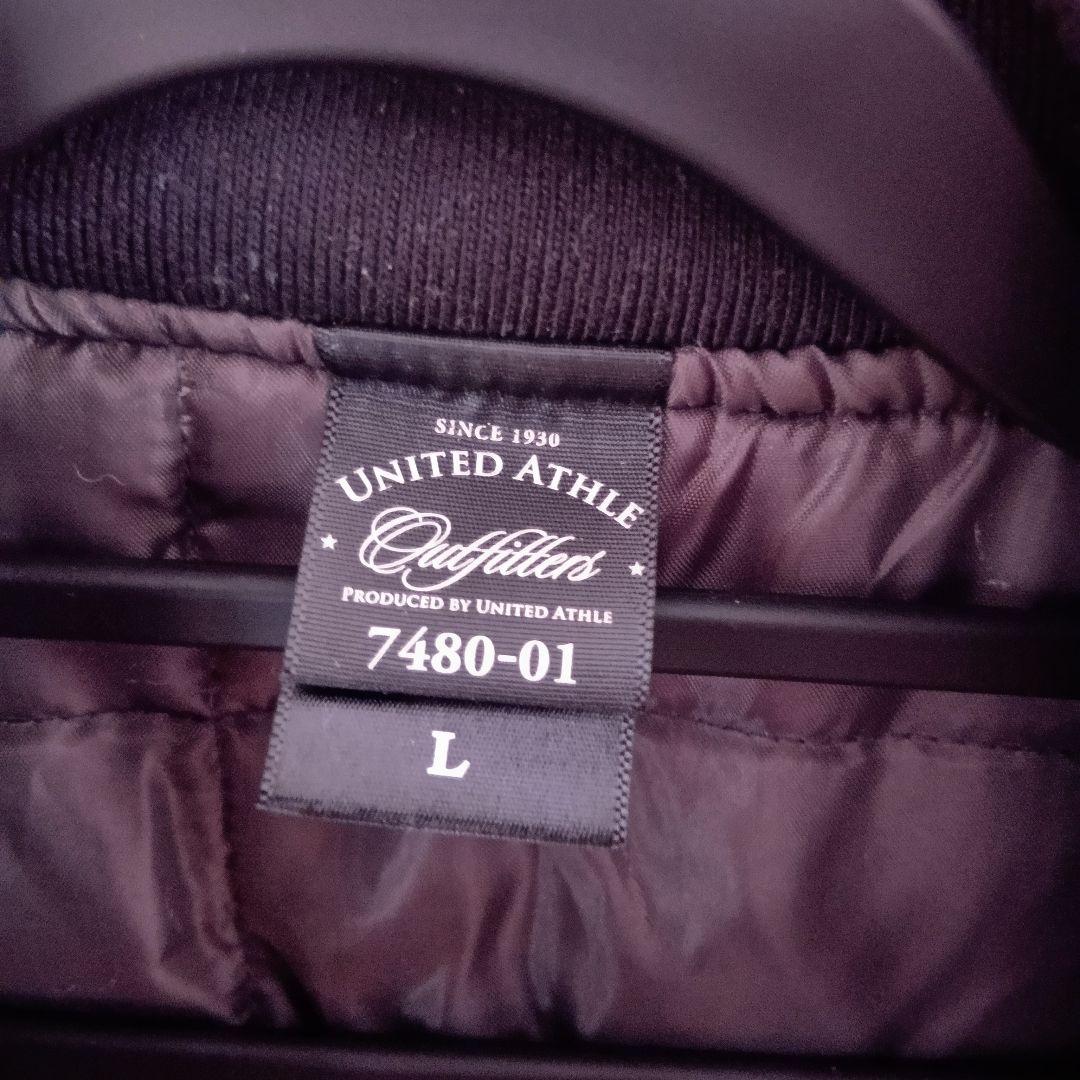 SINCE 1930
UNITED ATHLE
Outfitters
PRODUCED BY UNITED ATHLE
7480-01
L